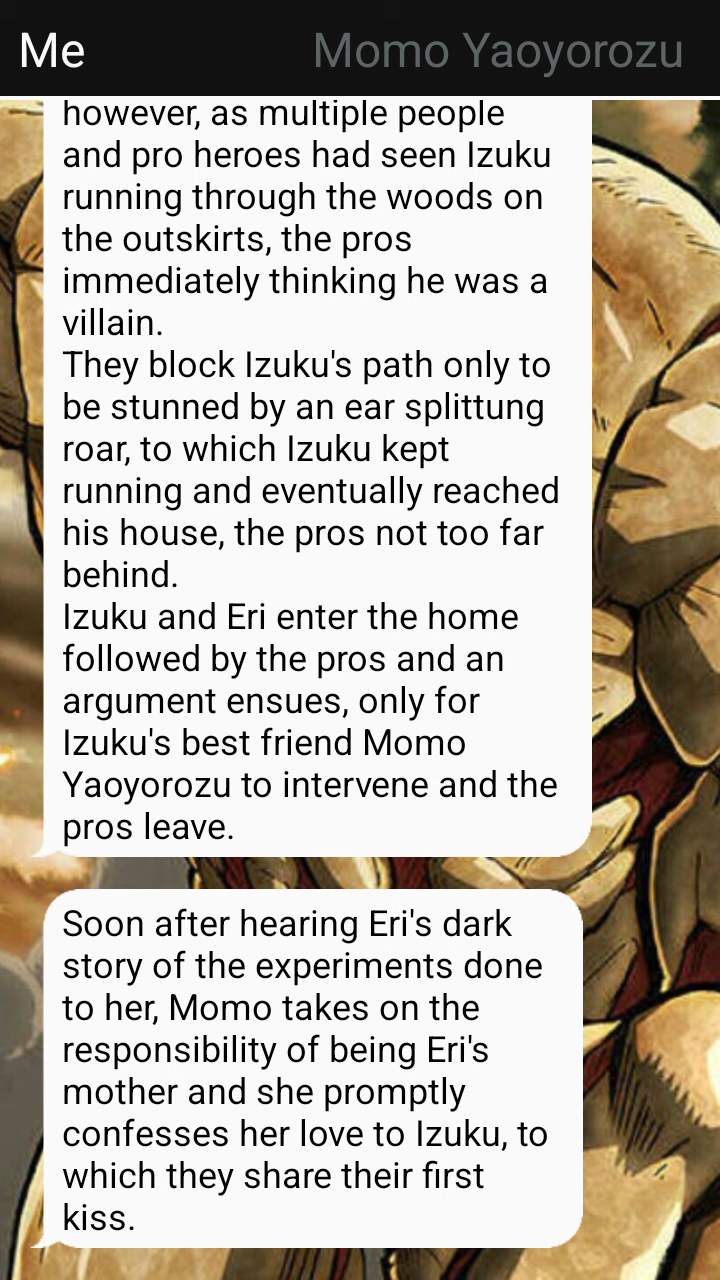 Me Momo Yaoyorozu
however, as multiple people
and pro heroes had seen Izuku
running through the woods on
the outskirts, the pros
immediately thinking he was a
villain.
They block Izuku's path only to
be stunned by an ear splittung
roar, to which Izuku kept
running and eventually reached
his house, the pros not too far
behind.
Izuku and Eri enter the home
followed by the pros and an
argument ensues, only for
Izuku's best friend Momo
Yaoyorozu to intervene and the
pros leave.
Soon after hearing Eri's dark
story of the experiments done
to her, Momo takes on the
responsibility of being Eri's
mother and she promptly
confesses her love to Izuku, to
which they share their first
kiss.